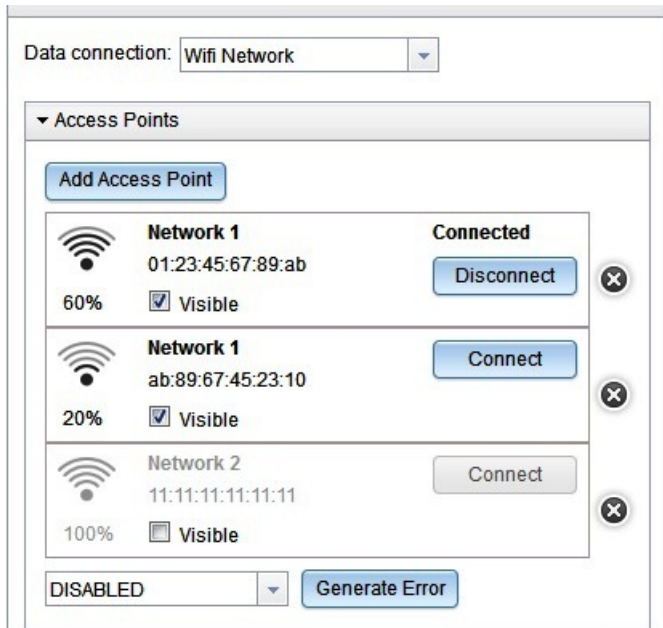 Data connection: Wifi Network
Access Points
Add Access Point
Network 1 Connected
01:23:45:67:89:ab Disconnect
60% Visible
Network 1 Connect
ab:89:67:45:23:10
20% Visible
Network 2 Connect
11:11:11:11:11:11
100% Visible
DISABLED Generate Error